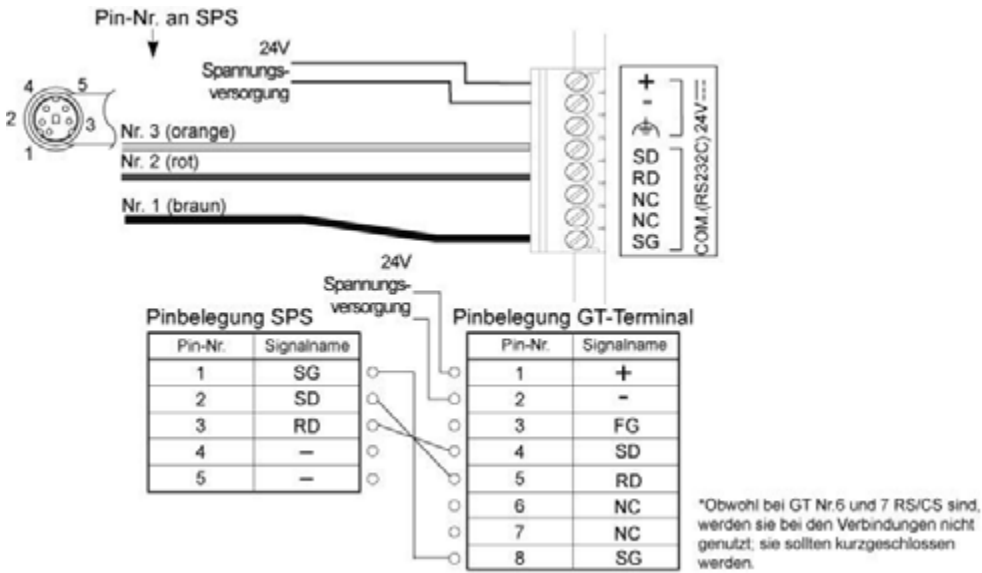 Pin-Nr. an SPS
24V
Spannungs-
versorgung
4 5
2 3
1
Nr. 3 (orange)
Nr. 2 (rot)
Nr. 1 (braun)
+
-
SD
RD
NC
NC
SG
COM.(RS232C) 24V
24V
Spannungs-
versorgung
Pinbelegung SPS
Pin-Nr. Signalname
1 SG
2 SD
3 RD
4 —
5 —
Pinbelegung GT-Terminal
Pin-Nr. Signalname
1 +
2 -
3 FG
4 SD
5 RD
6 NC
7 NC
8 SG
*Obwohl bei GT Nr.6 und 7 RS/CS sind,
werden sie bei den Verbindungen nicht
genutzt; sie sollten kurzgeschlossen
werden.